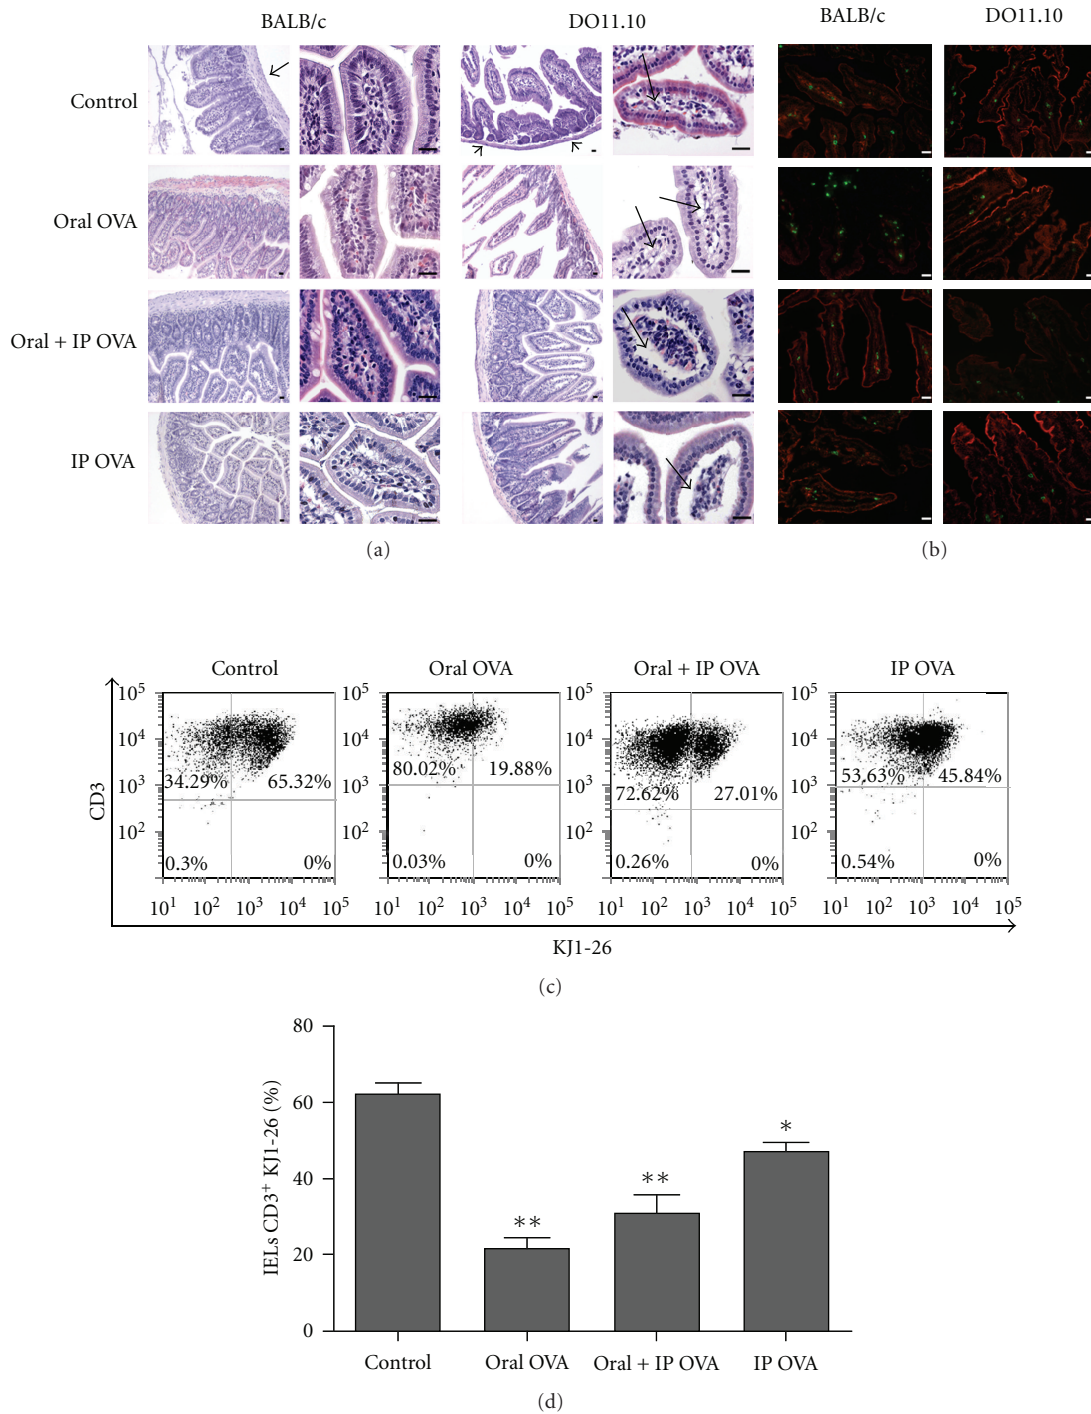 BALB/c DO11.10 BALB/c DO11.10
Control
Oral OVA
Oral + IP OVA
IP OVA
(a) (b)
Control Oral OVA Oral + IP OVA IP OVA
CD3
10⁵ 10⁵ 10⁵ 10⁵
10⁴ 10⁴ 10⁴ 10⁴
34.29% 65.32% 80.02% 19.88% 72.62% 27.01% 53.63% 45.84%
10³ 10³ 10³ 10³
10² 10² 10² 10²
0.3% 0% 0.03% 0% 0.26% 0% 0.54% 0%
10¹ 10² 10³ 10⁴ 10⁵ 10¹ 10² 10³ 10⁴ 10⁵ 10¹ 10² 10³ 10⁴ 10⁵ 10¹ 10² 10³ 10⁴ 10⁵
KJ1-26
(c)
IELs CD3⁺ KJ1-26 (%)
80
60
40
20
0
** ** *
Control Oral OVA Oral + IP OVA IP OVA
(d)